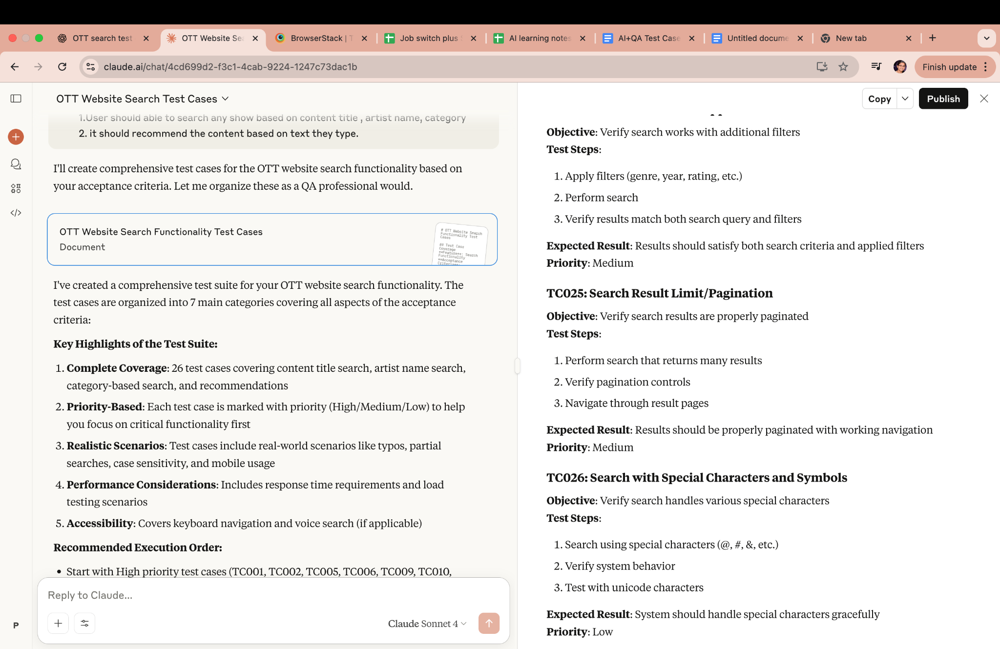 OTT search test
OTT Website Sea
BrowserStack | T
Job switch plus
AI learning notes
AI+QA Test Case
Untitled docume
New tab
claude.ai/chat/4cd699d2-f3c1-4cab-9224-1247c73dac1b
Finish update
OTT Website Search Test Cases
1.User should able to search any show based on content title , artist name, category
2. it should recommend the content based on text they type.
I'll create comprehensive test cases for the OTT website search functionality based on
your acceptance criteria. Let me organize these as a QA professional would.
OTT Website Search Functionality Test Cases
Document
# OTT Website Search
Functionality Test
Cases
## Test Case
Coverage
**Feature**: Search
Functionality
**Acceptance
Criteria**
I've created a comprehensive test suite for your OTT website search functionality. The
test cases are organized into 7 main categories covering all aspects of the acceptance
criteria:
Key Highlights of the Test Suite:
1. Complete Coverage: 26 test cases covering content title search, artist name search,
category-based search, and recommendations
2. Priority-Based: Each test case is marked with priority (High/Medium/Low) to help
you focus on critical functionality first
3. Realistic Scenarios: Test cases include real-world scenarios like typos, partial
searches, case sensitivity, and mobile usage
4. Performance Considerations: Includes response time requirements and load
testing scenarios
5. Accessibility: Covers keyboard navigation and voice search (if applicable)
Recommended Execution Order:
• Start with High priority test cases (TC001, TC002, TC005, TC006, TC009, TC010,
Reply to Claude...
Claude Sonnet 4
P
Copy
Publish
Objective: Verify search works with additional filters
Test Steps:
1. Apply filters (genre, year, rating, etc.)
2. Perform search
3. Verify results match both search query and filters
Expected Result: Results should satisfy both search criteria and applied filters
Priority: Medium
TC025: Search Result Limit/Pagination
Objective: Verify search results are properly paginated
Test Steps:
1. Perform search that returns many results
2. Verify pagination controls
3. Navigate through result pages
Expected Result: Results should be properly paginated with working navigation
Priority: Medium
TC026: Search with Special Characters and Symbols
Objective: Verify search handles various special characters
Test Steps:
1. Search using special characters (@, #, &, etc.)
2. Verify system behavior
3. Test with unicode characters
Expected Result: System should handle special characters gracefully
Priority: Low